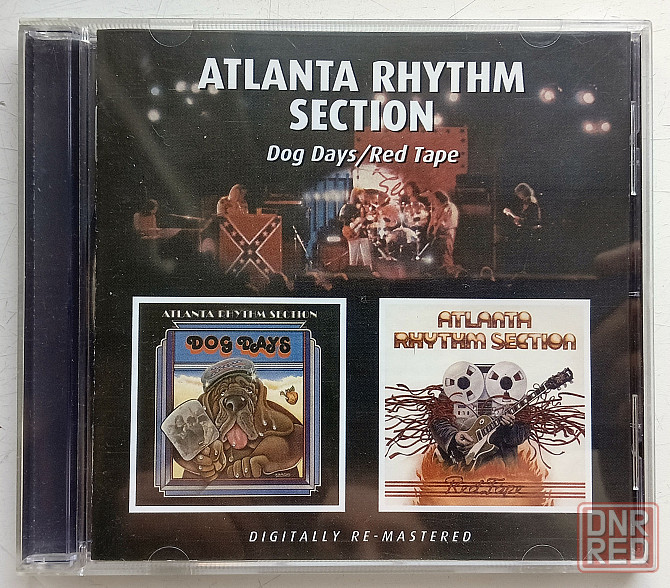 ATLANTA RHYTHM
SECTION
Dog Days/Red Tape
ATLANTA RHYTHM SECTION
DOG DAYS
ATLANTA
RHYTHM SECTION
Red Tape
DIGITALLY RE-MASTERED
DNR
RED